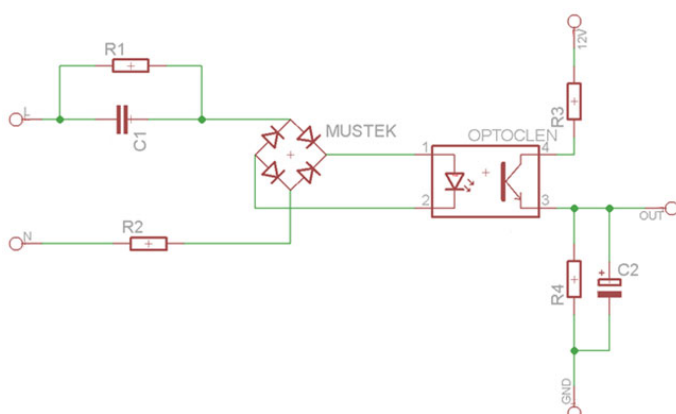 R1
12V
L
C1
MUSTEK
OPTOCLEN
R3
1
4
2
3
OUT
N
R2
R4
+
C2
GND